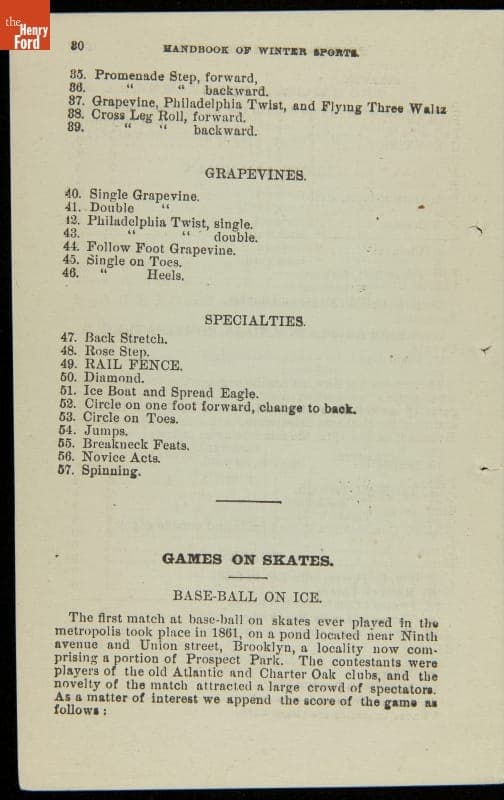 the
Henry
Ford
80 HANDBOOK OF WINTER SPORTS.
35. Promenade Step, forward,
36. " " backward.
37. Grapevine, Philadelphia Twist, and Flying Three Waltz
38. Cross Leg Roll, forward.
39. " " backward.
GRAPEVINES.
40. Single Grapevine.
41. Double "
42. Philadelphia Twist, single.
43. " " double.
44. Follow Foot Grapevine.
45. Single on Toes.
46. " Heels.
SPECIALTIES.
47. Back Stretch.
48. Rose Step.
49. RAIL FENCE.
50. Diamond.
51. Ice Boat and Spread Eagle.
52. Circle on one foot forward, change to back.
53. Circle on Toes.
54. Jumps.
55. Breakneck Feats.
56. Novice Acts.
57. Spinning.
GAMES ON SKATES.
BASE-BALL ON ICE.
The first match at base-ball on skates ever played in the
metropolis took place in 1861, on a pond located near Ninth
avenue and Union street, Brooklyn, a locality now com-
prising a portion of Prospect Park. The contestants were
players of the old Atlantic and Charter Oak clubs, and the
novelty of the match attracted a large crowd of spectators.
As a matter of interest we append the score of the game as
follows: